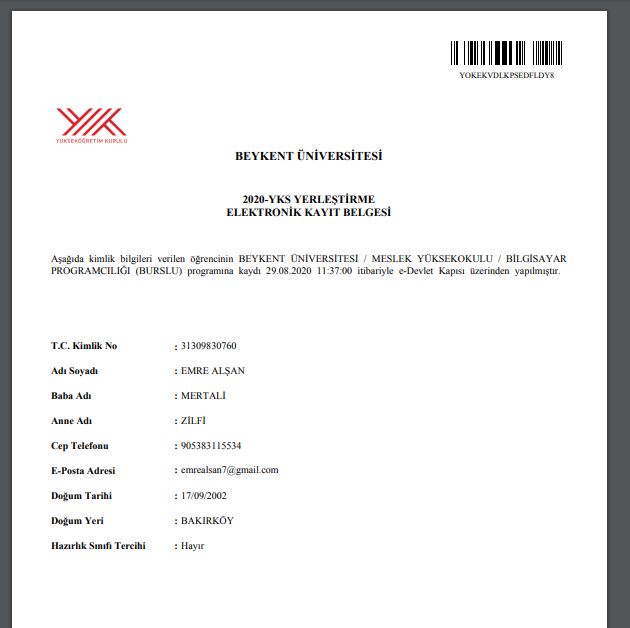 YOKEKVDLKPSEDFLDY8
YÜKSEKÖĞRETİM KURULU
BEYKENT ÜNİVERSİTESİ
2020-YKS YERLEŞTİRME
ELEKTRONİK KAYIT BELGESİ
Aşağıda kimlik bilgileri verilen öğrencinin BEYKENT ÜNİVERSİTESİ / MESLEK YÜKSEKOKULU / BİLGİSAYAR
PROGRAMCILIĞI (BURSLU) programına kaydı 29.08.2020 11:37:00 itibariyle e-Devlet Kapısı üzerinden yapılmıştır.
T.C. Kimlik No : 31309830760
Adı Soyadı : EMRE ALŞAN
Baba Adı : MERTALİ
Anne Adı : ZİLFİ
Cep Telefonu : 905383115534
E-Posta Adresi : emrealsan7@gmail.com
Doğum Tarihi : 17/09/2002
Doğum Yeri : BAKIRKÖY
Hazırlık Sınıfı Tercihi : Hayır